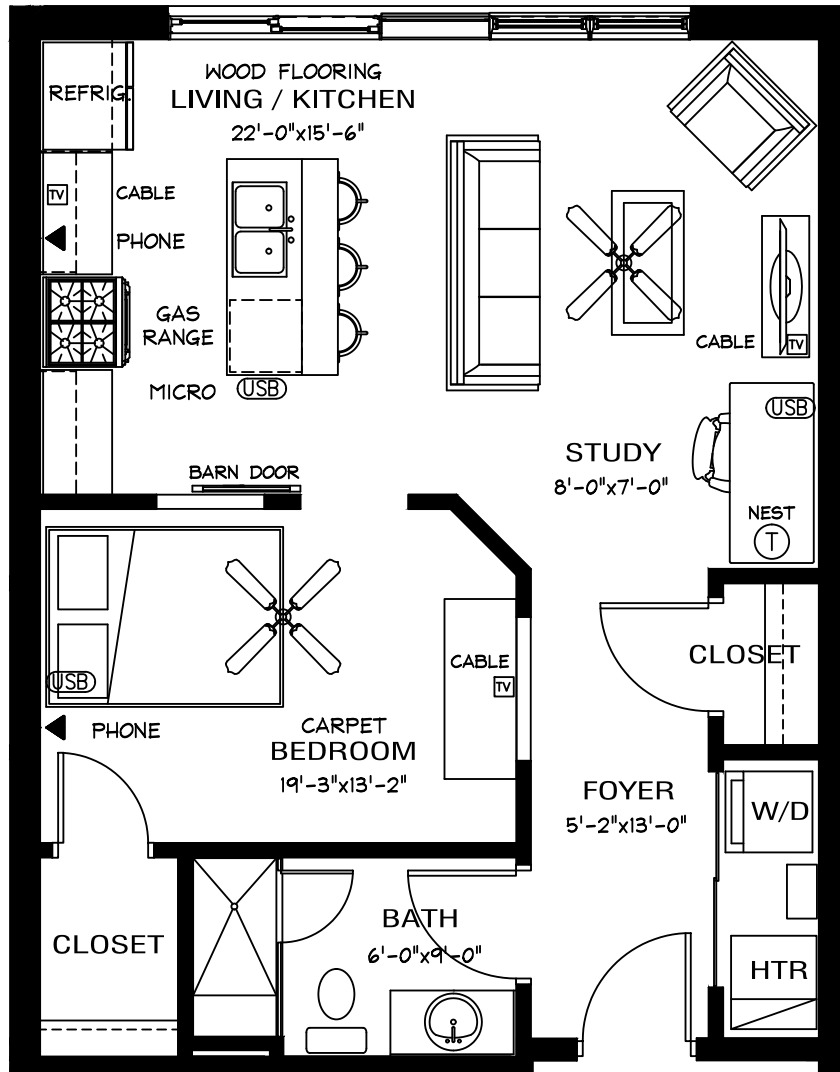 WOOD FLOORING
REFRIG.
LIVING / KITCHEN
22'-0"x15'-6"
TV
CABLE
PHONE
GAS
RANGE
CABLE
TV
MICRO
USB
USB
STUDY
8'-0"x7'-0"
BARN DOOR
NEST
T
CLOSET
CABLE
TV
USB
PHONE
CARPET
BEDROOM
19'-3"x13'-2"
FOYER
5'-2"x13'-0"
W/D
BATH
6'-0"x9'-0"
CLOSET
HTR